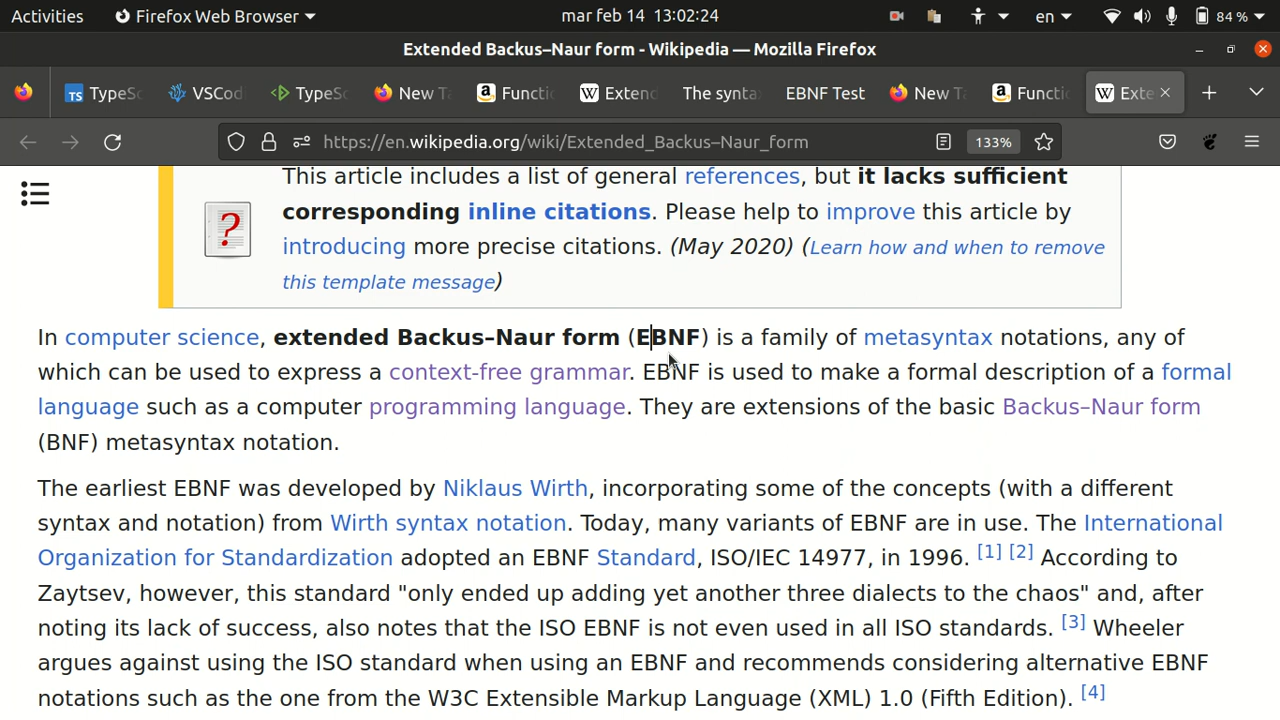 Activities Firefox Web Browser mar feb 14 13:02:24 en 84 %
Extended Backus–Naur form - Wikipedia — Mozilla Firefox
TS TypeSc VSCod TypeSc New Ta a Functio W Extend The syntax EBNF Test New Ta a Functio W Exte
https://en.wikipedia.org/wiki/Extended_Backus–Naur_form 133%
This article includes a list of general references, but it lacks sufficient
corresponding inline citations. Please help to improve this article by
? introducing more precise citations. (May 2020) (Learn how and when to remove
this template message)
In computer science, extended Backus–Naur form (EBNF) is a family of metasyntax notations, any of
which can be used to express a context-free grammar. EBNF is used to make a formal description of a formal
language such as a computer programming language. They are extensions of the basic Backus–Naur form
(BNF) metasyntax notation.
The earliest EBNF was developed by Niklaus Wirth, incorporating some of the concepts (with a different
syntax and notation) from Wirth syntax notation. Today, many variants of EBNF are in use. The International
Organization for Standardization adopted an EBNF Standard, ISO/IEC 14977, in 1996. [1] [2] According to
Zaytsev, however, this standard "only ended up adding yet another three dialects to the chaos" and, after
noting its lack of success, also notes that the ISO EBNF is not even used in all ISO standards. [3] Wheeler
argues against using the ISO standard when using an EBNF and recommends considering alternative EBNF
notations such as the one from the W3C Extensible Markup Language (XML) 1.0 (Fifth Edition). [4]